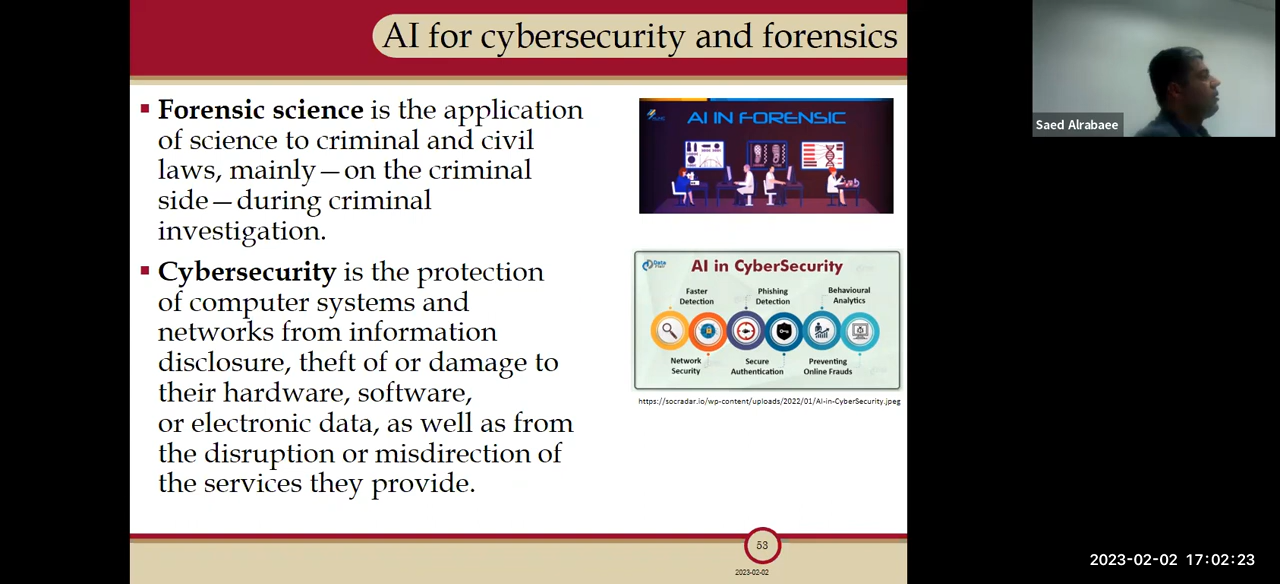 AI for cybersecurity and forensics
▪ Forensic science is the application
of science to criminal and civil
laws, mainly—on the criminal
side—during criminal
investigation.
▪ Cybersecurity is the protection
of computer systems and
networks from information
disclosure, theft of or damage to
their hardware, software,
or electronic data, as well as from
the disruption or misdirection of
the services they provide.
AI IN FORENSIC
Data
AI in CyberSecurity
Faster
Detection
Phishing
Detection
Behavioural
Analytics
Network
Security
Secure
Authentication
Preventing
Online Frauds
https://socradar.io/wp-content/uploads/2022/01/AI-in-CyberSecurity.jpeg
53
2023-02-02
Saed Alrabaee
2023-02-02 17:02:23